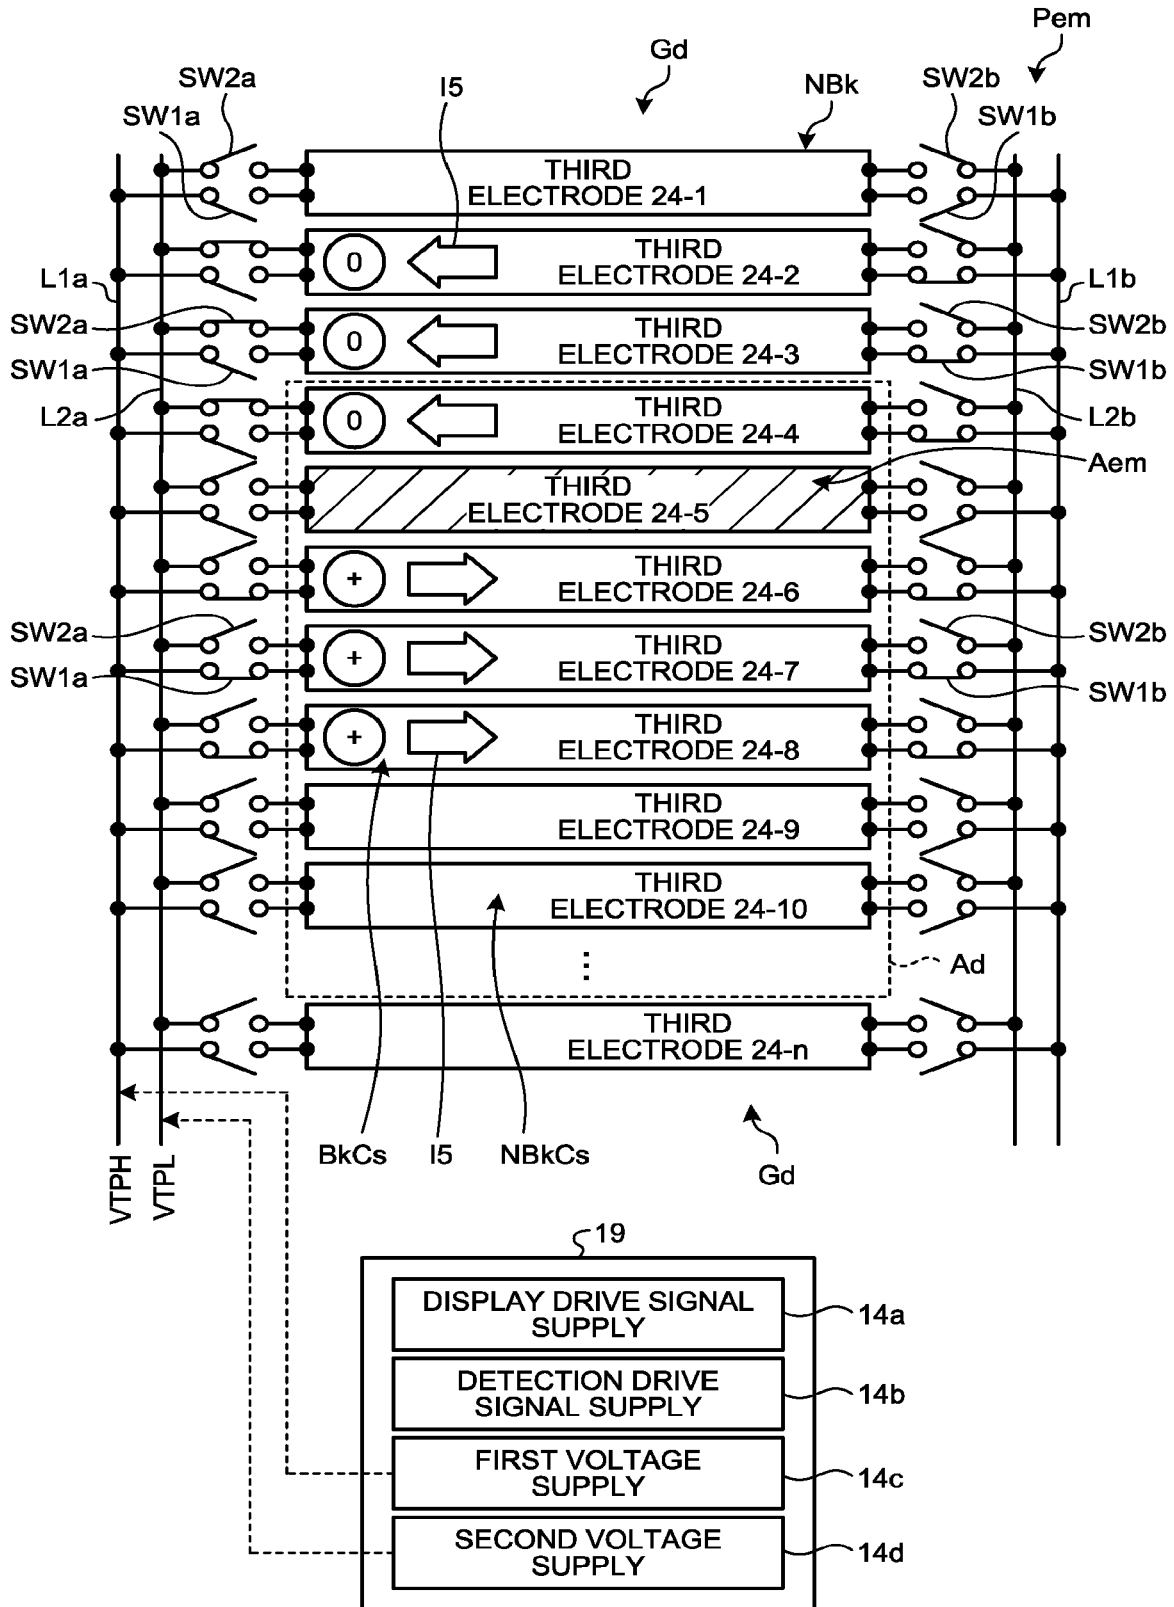 Pem
Gd
SW2a
I5
NBk
SW2b
SW1a
SW1b
THIRD
ELECTRODE 24-1
0
THIRD
ELECTRODE 24-2
L1a
L1b
SW2a
SW2b
0
THIRD
ELECTRODE 24-3
SW1a
SW1b
L2a
L2b
0
THIRD
ELECTRODE 24-4
Aem
THIRD
ELECTRODE 24-5
+
THIRD
ELECTRODE 24-6
SW2a
SW2b
+
THIRD
ELECTRODE 24-7
SW1a
SW1b
+
THIRD
ELECTRODE 24-8
THIRD
ELECTRODE 24-9
THIRD
ELECTRODE 24-10
⋮
Ad
THIRD
ELECTRODE 24-n
BkCs
I5
NBkCs
Gd
VTPH
VTPL
19
DISPLAY DRIVE SIGNAL
SUPPLY
14a
DETECTION DRIVE
SIGNAL SUPPLY
14b
FIRST VOLTAGE
SUPPLY
14c
SECOND VOLTAGE
SUPPLY
14d